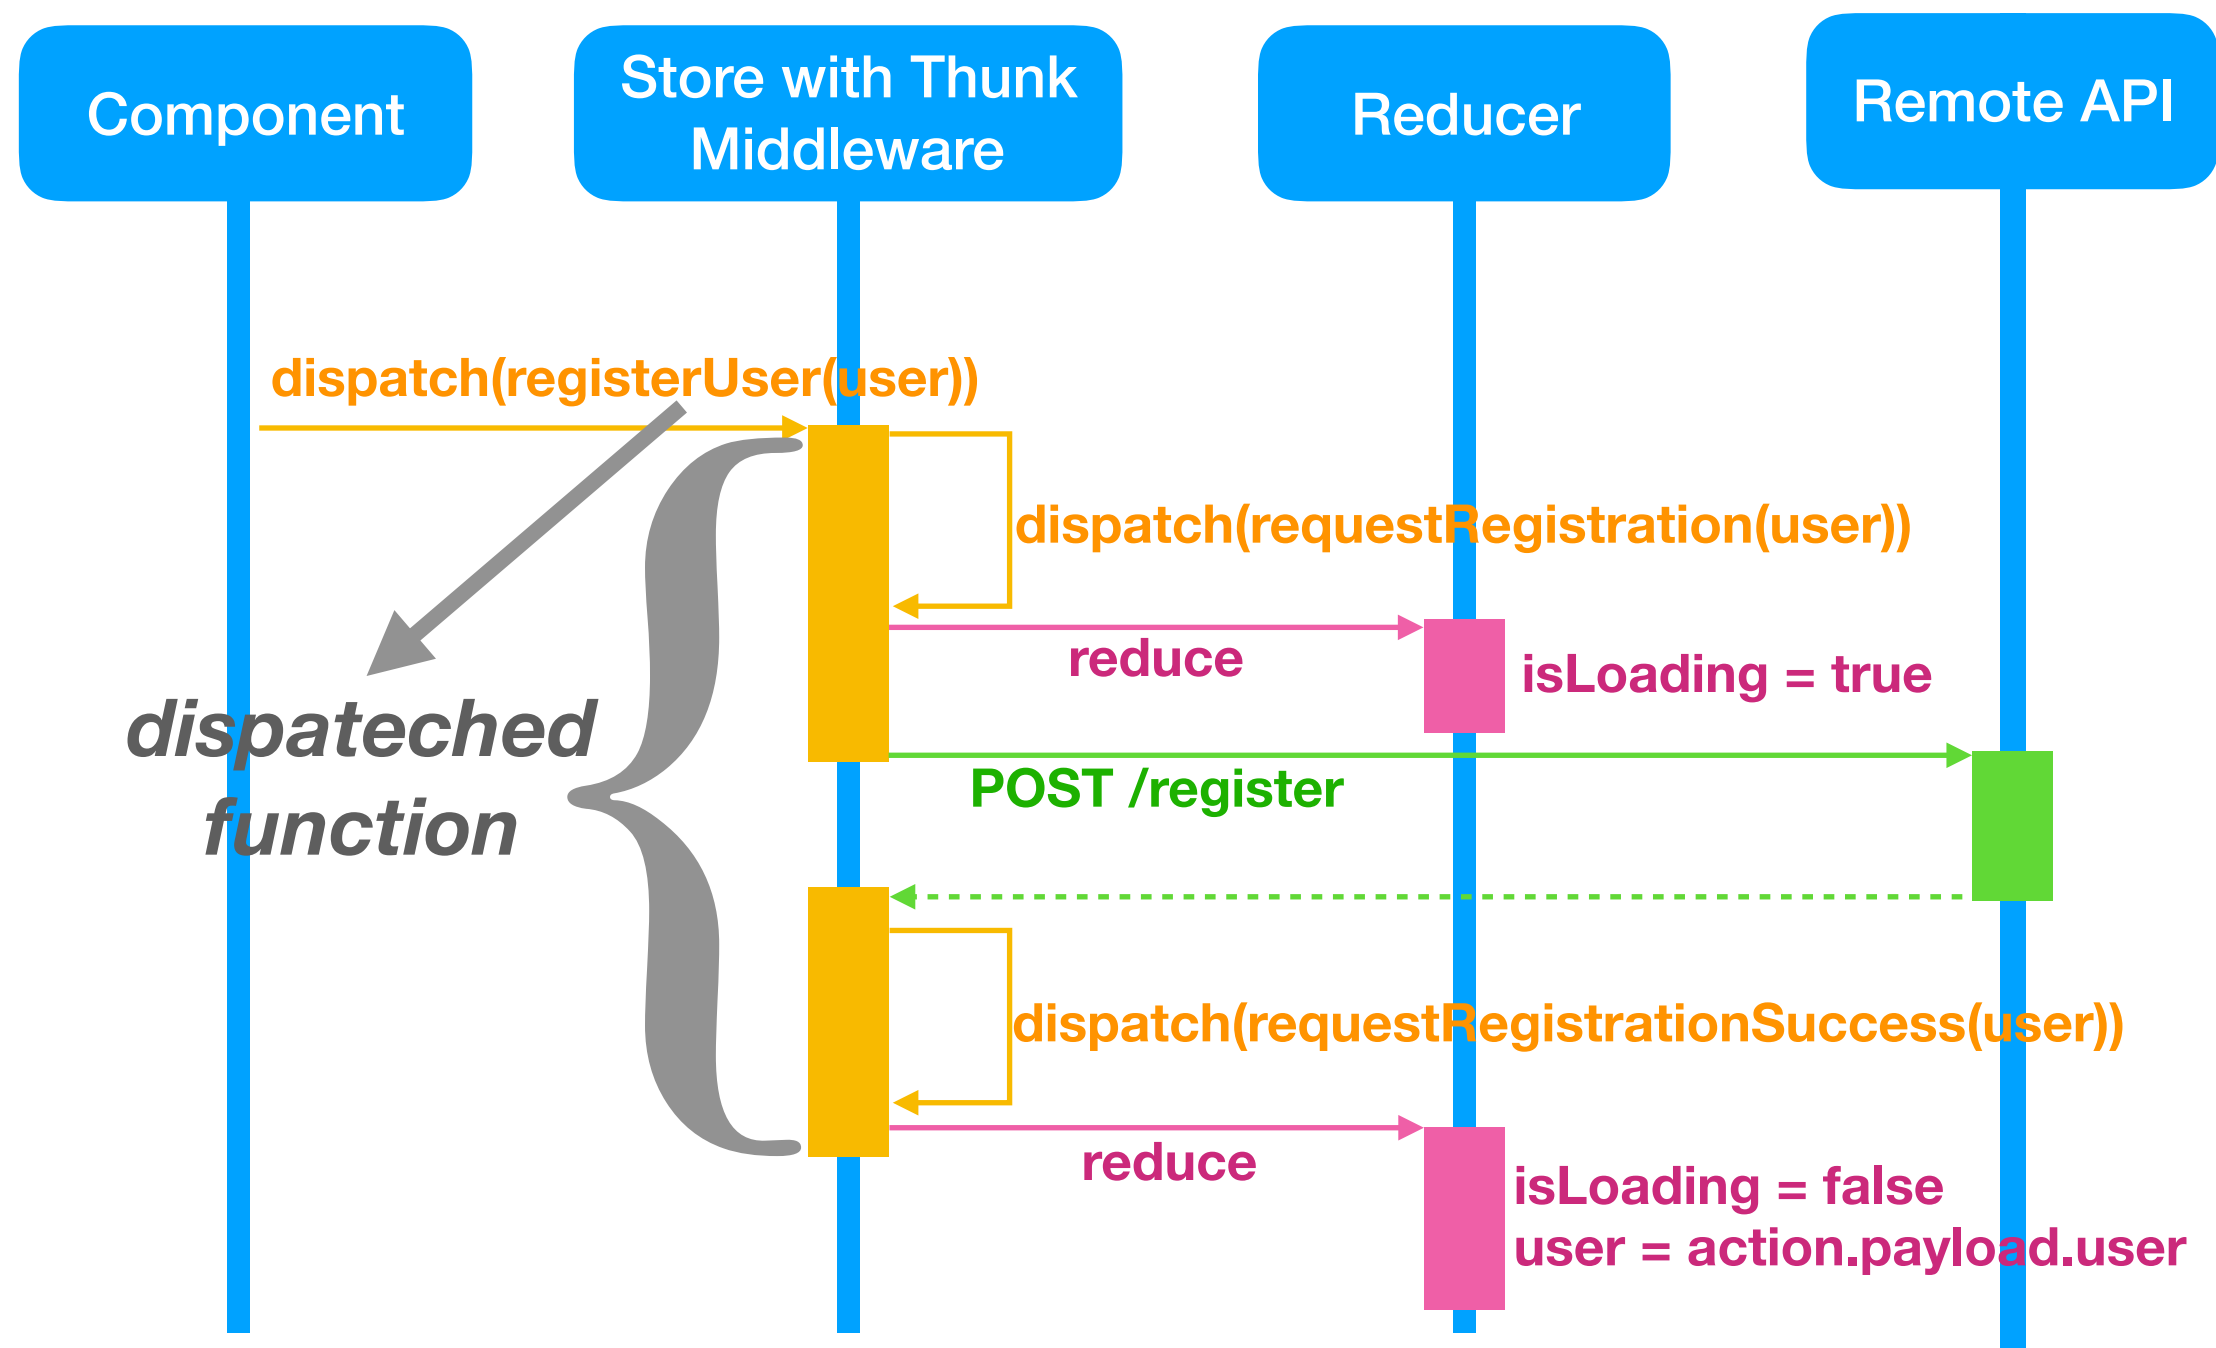 Component
Store with Thunk
Middleware
Reducer
Remote API
dispatch(registerUser(user))
dispatch(requestRegistration(user))
reduce
isLoading = true
dispateched
function
POST /register
dispatch(requestRegistrationSuccess(user))
reduce
isLoading = false
user = action.payload.user